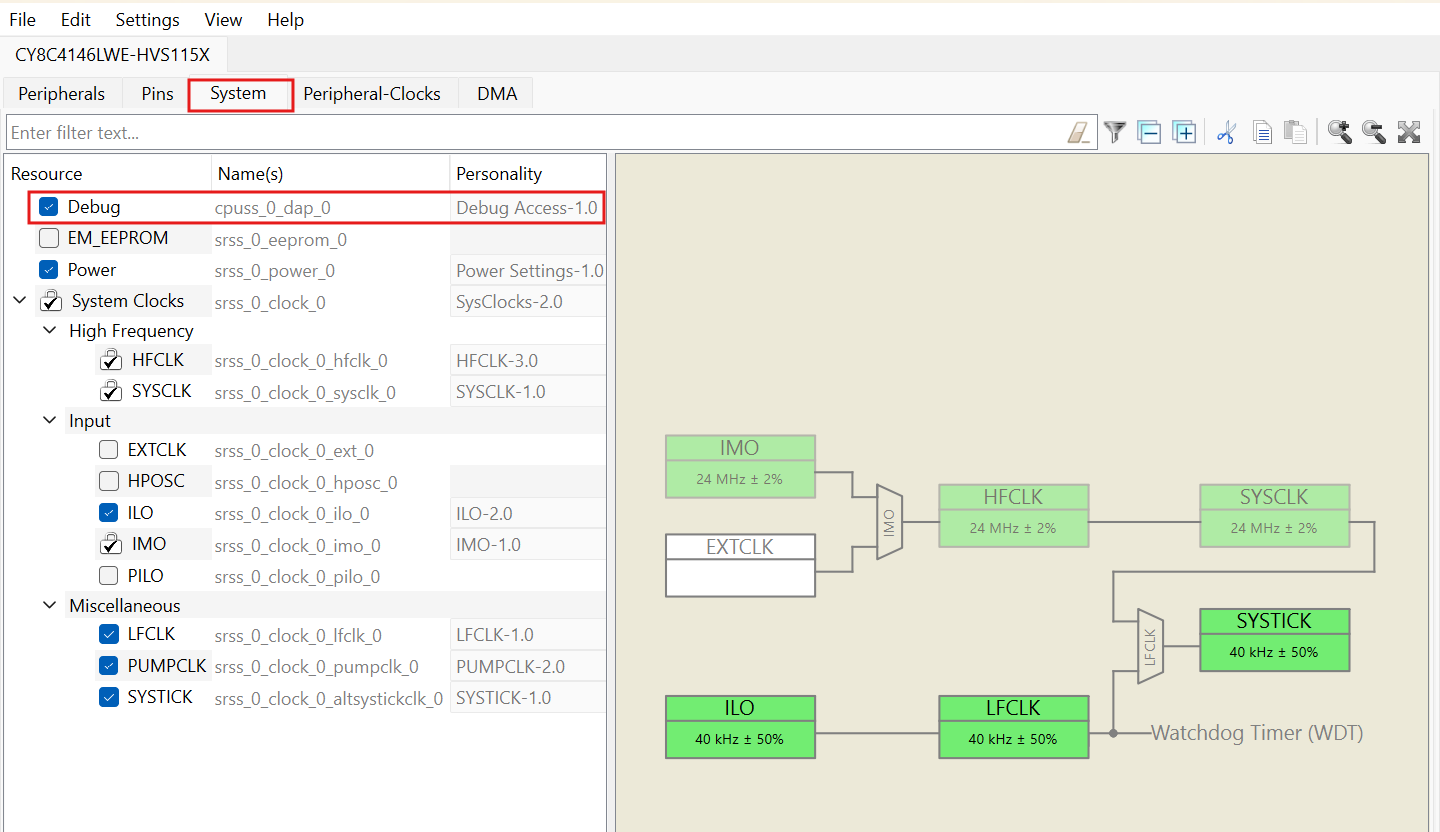 File Edit Settings View Help
CY8C4146LWE-HVS115X
Peripherals Pins System Peripheral-Clocks DMA
Enter filter text...
Resource Name(s) Personality
Debug cpuss_0_dap_0 Debug Access-1.0
EM_EEPROM srss_0_eeprom_0
Power srss_0_power_0 Power Settings-1.0
System Clocks srss_0_clock_0 SysClocks-2.0
High Frequency
HFCLK srss_0_clock_0_hfclk_0 HFCLK-3.0
SYSCLK srss_0_clock_0_sysclk_0 SYSCLK-1.0
Input
EXTCLK srss_0_clock_0_ext_0
HPOSC srss_0_clock_0_hposc_0
ILO srss_0_clock_0_ilo_0 ILO-2.0
IMO srss_0_clock_0_imo_0 IMO-1.0
PILO srss_0_clock_0_pilo_0
Miscellaneous
LFCLK srss_0_clock_0_lfclk_0 LFCLK-1.0
PUMPCLK srss_0_clock_0_pumpclk_0 PUMPCLK-2.0
SYSTICK srss_0_clock_0_altsystickclk_0 SYSTICK-1.0
IMO
24 MHz ± 2%
EXTCLK
IMO
HFCLK
24 MHz ± 2%
SYSCLK
24 MHz ± 2%
LFCLK
SYSTICK
40 kHz ± 50%
ILO
40 kHz ± 50%
LFCLK
40 kHz ± 50%
Watchdog Timer (WDT)